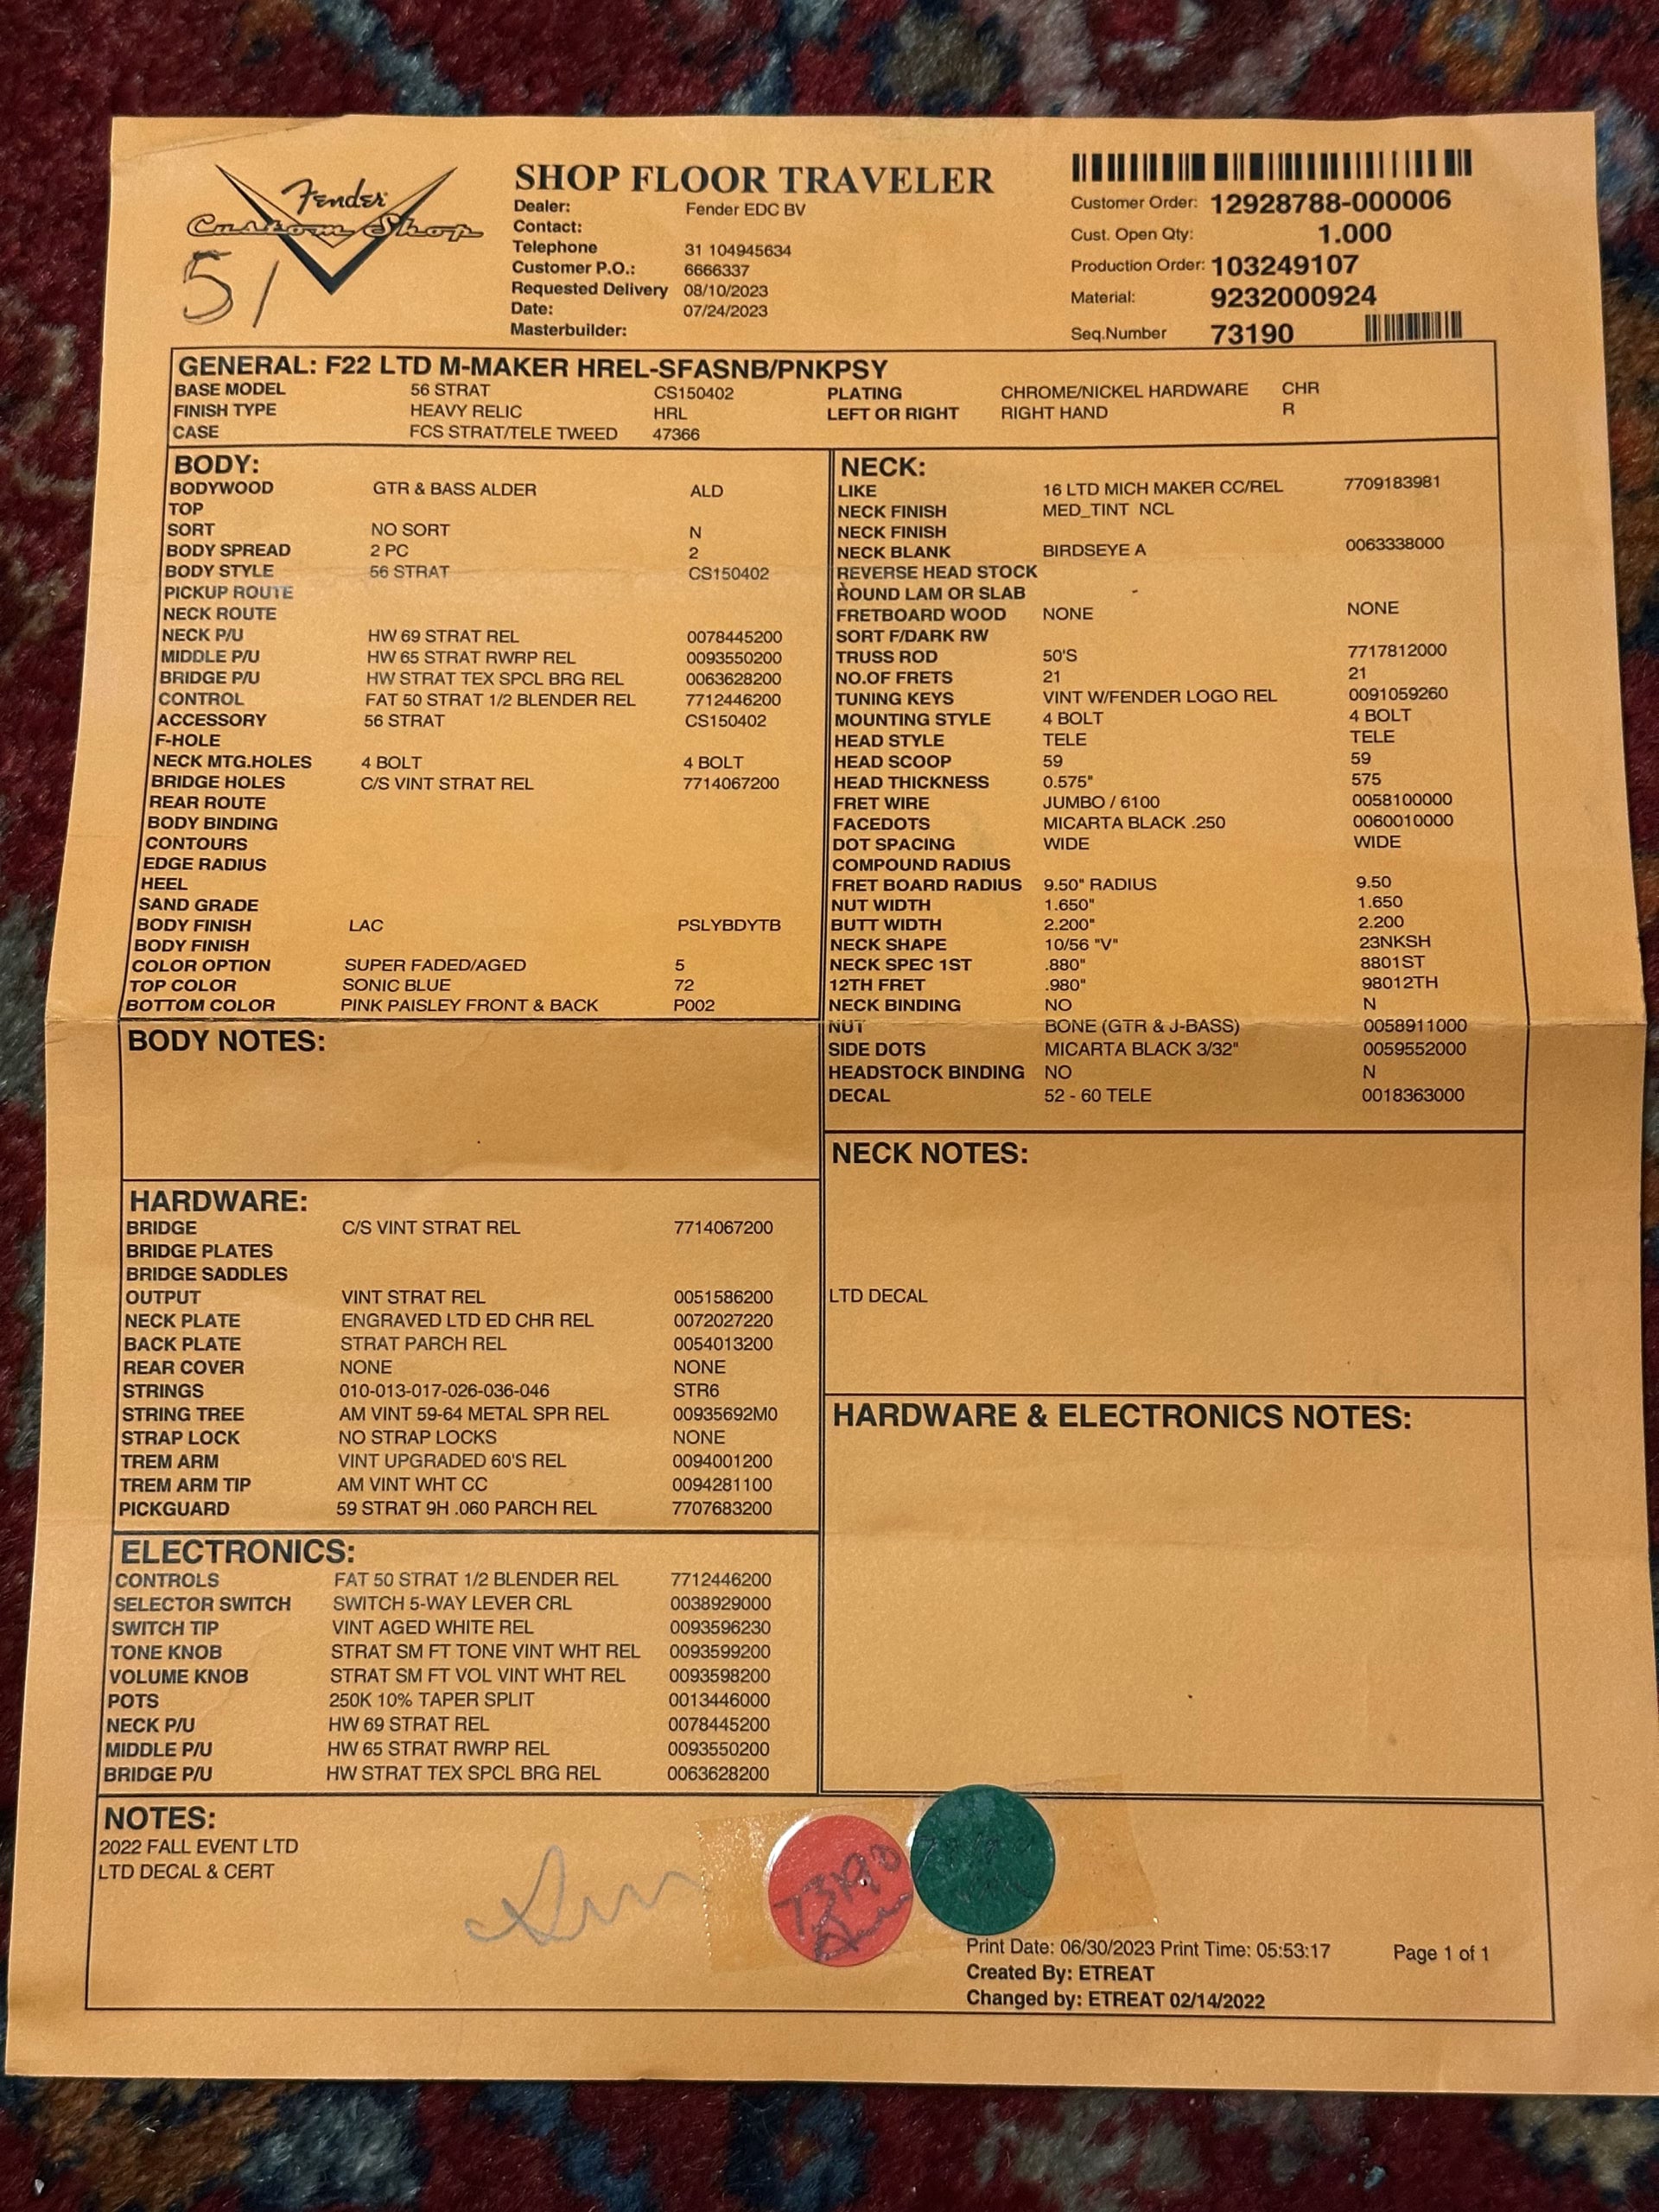 Fender
Custom Shop
51
SHOP FLOOR TRAVELER
Dealer: Fender EDC BV
Contact:
Telephone 31 104945634
Customer P.O.: 6666337
Requested Delivery 08/10/2023
Date: 07/24/2023
Masterbuilder:
Customer Order: 12928788-000006
Cust. Open Qty: 1.000
Production Order: 103249107
Material: 9232000924
Seq.Number 73190
GENERAL: F22 LTD M-MAKER HREL-SFASNB/PNKPSY
BASE MODEL 56 STRAT CS150402 PLATING CHROME/NICKEL HARDWARE CHR
FINISH TYPE HEAVY RELIC HRL LEFT OR RIGHT RIGHT HAND R
CASE FCS STRAT/TELE TWEED 47366
BODY:
BODYWOOD GTR & BASS ALDER ALD
TOP
SORT NO SORT N
BODY SPREAD 2 PC 2
BODY STYLE 56 STRAT CS150402
PICKUP ROUTE
NECK ROUTE
NECK P/U HW 69 STRAT REL 0078445200
MIDDLE P/U HW 65 STRAT RWRP REL 0093550200
BRIDGE P/U HW STRAT TEX SPCL BRG REL 0063628200
CONTROL FAT 50 STRAT 1/2 BLENDER REL 7712446200
ACCESSORY 56 STRAT CS150402
F-HOLE
NECK MTG.HOLES 4 BOLT 4 BOLT
BRIDGE HOLES C/S VINT STRAT REL 7714067200
REAR ROUTE
BODY BINDING
CONTOURS
EDGE RADIUS
HEEL
SAND GRADE
BODY FINISH LAC PSLYBDYTB
BODY FINISH
COLOR OPTION SUPER FADED/AGED 5
TOP COLOR SONIC BLUE 72
BOTTOM COLOR PINK PAISLEY FRONT & BACK P002
BODY NOTES:
HARDWARE:
BRIDGE C/S VINT STRAT REL 7714067200
BRIDGE PLATES
BRIDGE SADDLES
OUTPUT VINT STRAT REL 0051586200
NECK PLATE ENGRAVED LTD ED CHR REL 0072027220
BACK PLATE STRAT PARCH REL 0054013200
REAR COVER NONE NONE
STRINGS 010-013-017-026-036-046 STR6
STRING TREE AM VINT 59-64 METAL SPR REL 00935692M0
STRAP LOCK NO STRAP LOCKS NONE
TREM ARM VINT UPGRADED 60'S REL 0094001200
TREM ARM TIP AM VINT WHT CC 0094281100
PICKGUARD 59 STRAT 9H .060 PARCH REL 7707683200
ELECTRONICS:
CONTROLS FAT 50 STRAT 1/2 BLENDER REL 7712446200
SELECTOR SWITCH SWITCH 5-WAY LEVER CRL 0038929000
SWITCH TIP VINT AGED WHITE REL 0093596230
TONE KNOB STRAT SM FT TONE VINT WHT REL 0093599200
VOLUME KNOB STRAT SM FT VOL VINT WHT REL 0093598200
POTS 250K 10% TAPER SPLIT 0013446000
NECK P/U HW 69 STRAT REL 0078445200
MIDDLE P/U HW 65 STRAT RWRP REL 0093550200
BRIDGE P/U HW STRAT TEX SPCL BRG REL 0063628200
NECK:
LIKE 16 LTD MICH MAKER CC/REL 7709183981
NECK FINISH MED_TINT NCL
NECK FINISH
NECK BLANK BIRDSEYE A 0063338000
REVERSE HEAD STOCK
ROUND LAM OR SLAB
FRETBOARD WOOD NONE NONE
SORT F/DARK RW
TRUSS ROD 50'S 7717812000
NO.OF FRETS 21 21
TUNING KEYS VINT W/FENDER LOGO REL 0091059260
MOUNTING STYLE 4 BOLT 4 BOLT
HEAD STYLE TELE TELE
HEAD SCOOP 59 59
HEAD THICKNESS 0.575" 575
FRET WIRE JUMBO / 6100 0058100000
FACEDOTS MICARTA BLACK .250 0060010000
DOT SPACING WIDE WIDE
COMPOUND RADIUS
FRET BOARD RADIUS 9.50" RADIUS 9.50
NUT WIDTH 1.650" 1.650
BUTT WIDTH 2.200" 2.200
NECK SHAPE 10/56 "V" 23NKSH
NECK SPEC 1ST .880" 8801ST
12TH FRET .980" 98012TH
NECK BINDING NO N
NUT BONE (GTR & J-BASS) 0058911000
SIDE DOTS MICARTA BLACK 3/32" 0059552000
HEADSTOCK BINDING NO N
DECAL 52 - 60 TELE 0018363000
NECK NOTES:
LTD DECAL
HARDWARE & ELECTRONICS NOTES:
NOTES:
2022 FALL EVENT LTD
LTD DECAL & CERT
73190
Print Date: 06/30/2023 Print Time: 05:53:17 Page 1 of 1
Created By: ETREAT
Changed by: ETREAT 02/14/2022